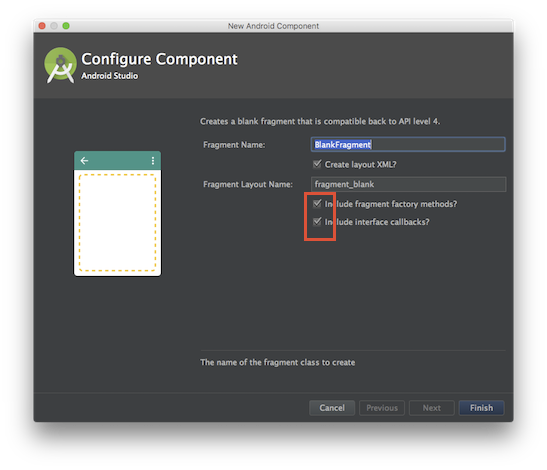 New Android Component
Configure Component
Android Studio
Creates a blank fragment that is compatible back to API level 4.
Fragment Name: BlankFragment
Create layout XML?
Fragment Layout Name: fragment_blank
Include fragment factory methods?
Include interface callbacks?
The name of the fragment class to create
Cancel Previous Next Finish